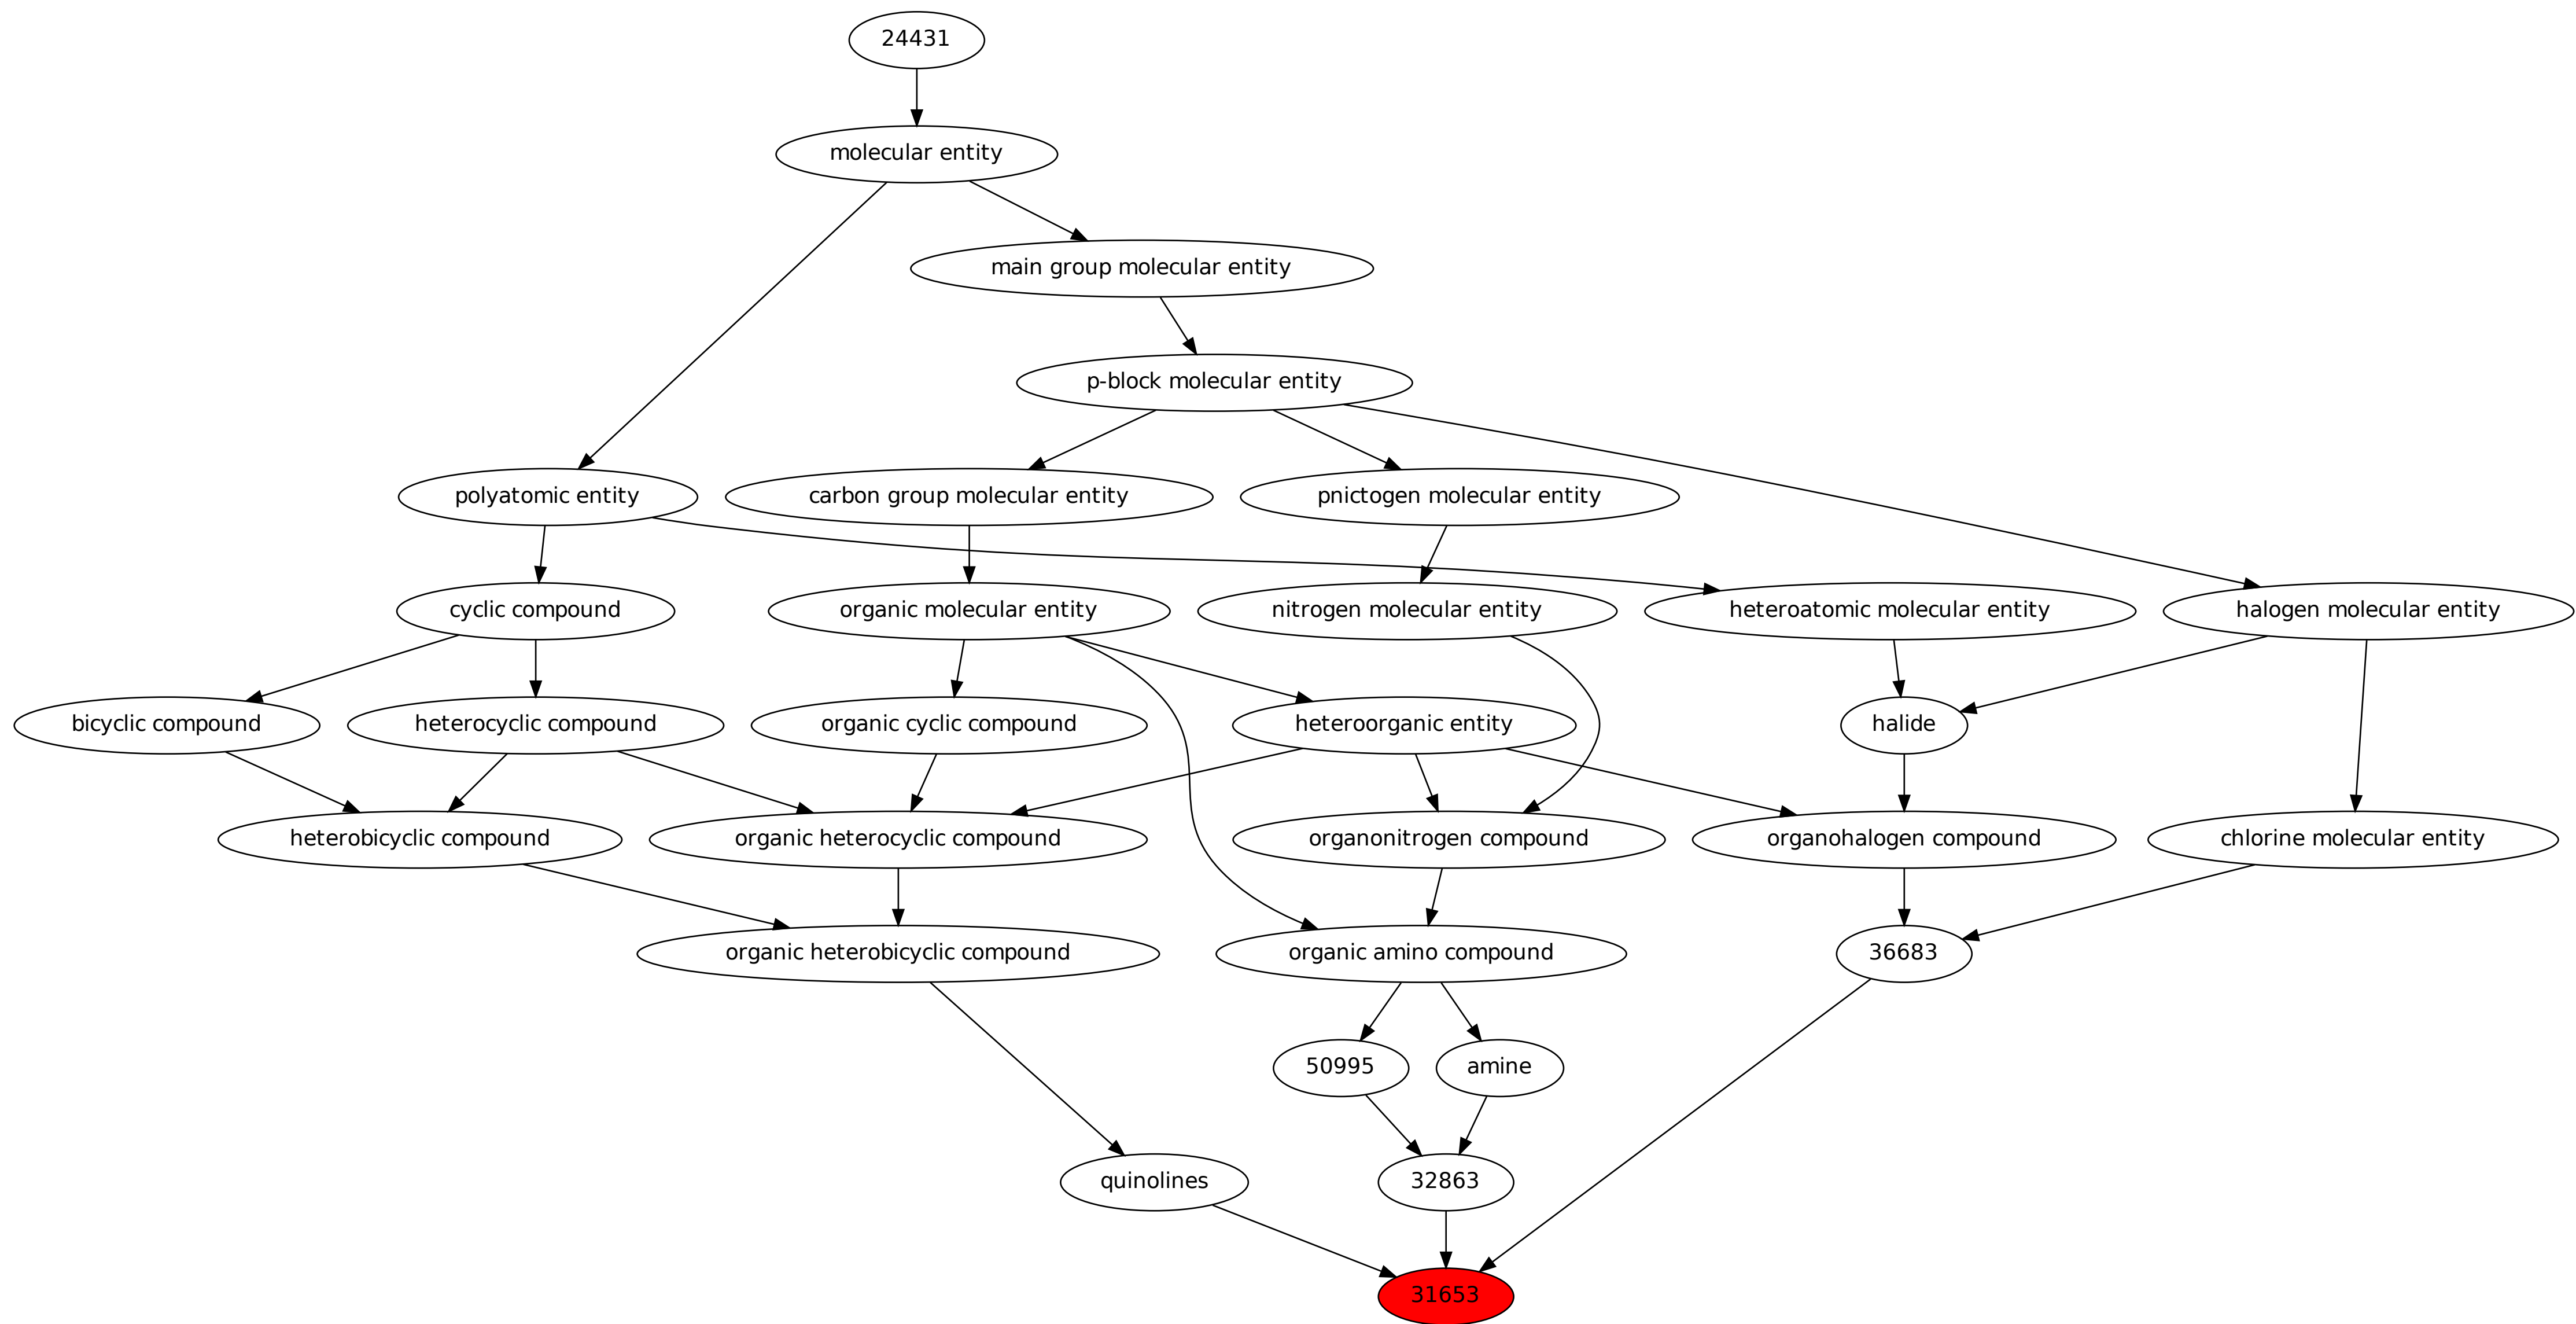 24431
molecular entity
main group molecular entity
p-block molecular entity
polyatomic entity
carbon group molecular entity
pnictogen molecular entity
cyclic compound
organic molecular entity
nitrogen molecular entity
heteroatomic molecular entity
halogen molecular entity
bicyclic compound
heterocyclic compound
organic cyclic compound
heteroorganic entity
halide
heterobicyclic compound
organic heterocyclic compound
organonitrogen compound
organohalogen compound
chlorine molecular entity
organic heterobicyclic compound
organic amino compound
36683
50995
amine
quinolines
32863
31653